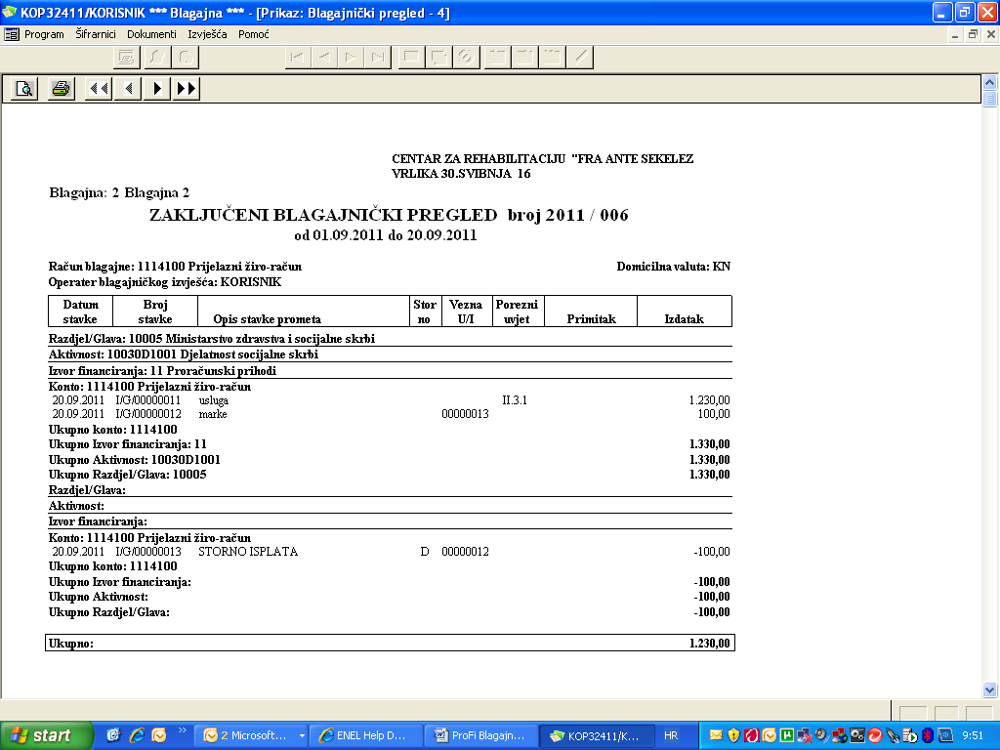 KOP32411/KORISNIK *** Blagajna *** - [Prikaz: Blagajnički pregled - 4]
Program Šifrarnici Dokumenti Izvješća Pomoć
CENTAR ZA REHABILITACIJU "FRA ANTE SEKELEZ
VRLIKA 30.SVIBNJA 16
Blagajna: 2 Blagajna 2
ZAKLJUČENI BLAGAJNIČKI PREGLED broj 2011 / 006
od 01.09.2011 do 20.09.2011
Račun blagajne: 1114100 Prijelazni žiro-račun Domicilna valuta: KN
Operater blagajničkog izvješća: KORISNIK
Datum Broj Stor Vezna Porezni
stavke stavke Opis stavke prometa no U/I uvjet Primitak Izdatak
Razdjel/Glava: 10005 Ministarstvo zdravstva i socijalne skrbi
Aktivnost: 10030D1001 Djelatnost socijalne skrbi
Izvor financiranja: 11 Proračunski prihodi
Konto: 1114100 Prijelazni žiro-račun
20.09.2011 I/G/00000011 usluga II.3.1 1.230,00
20.09.2011 I/G/00000012 marke 00000013 100,00
Ukupno konto: 1114100
Ukupno Izvor financiranja: 11 1.330,00
Ukupno Aktivnost: 10030D1001 1.330,00
Ukupno Razdjel/Glava: 10005 1.330,00
Razdjel/Glava:
Aktivnost:
Izvor financiranja:
Konto: 1114100 Prijelazni žiro-račun
20.09.2011 I/G/00000013 STORNO ISPLATA D 00000012 -100,00
Ukupno konto: 1114100
Ukupno Izvor financiranja: -100,00
Ukupno Aktivnost: -100,00
Ukupno Razdjel/Glava: -100,00
Ukupno: 1.230,00
start » 2 Microsoft... ENEL Help D... ProFi Blagajn... KOP32411/K... HR 9:51